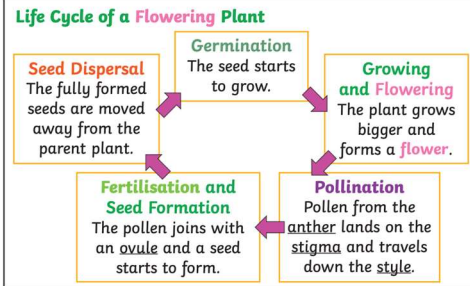 Life Cycle of a Flowering Plant
Germination
The seed starts
to grow.
Growing
and Flowering
The plant grows
bigger and
forms a flower.
Pollination
Pollen from the
anther lands on the
stigma and travels
down the style.
Fertilisation and
Seed Formation
The pollen joins with
an ovule and a seed
starts to form.
Seed Dispersal
The fully formed
seeds are moved
away from the
parent plant.